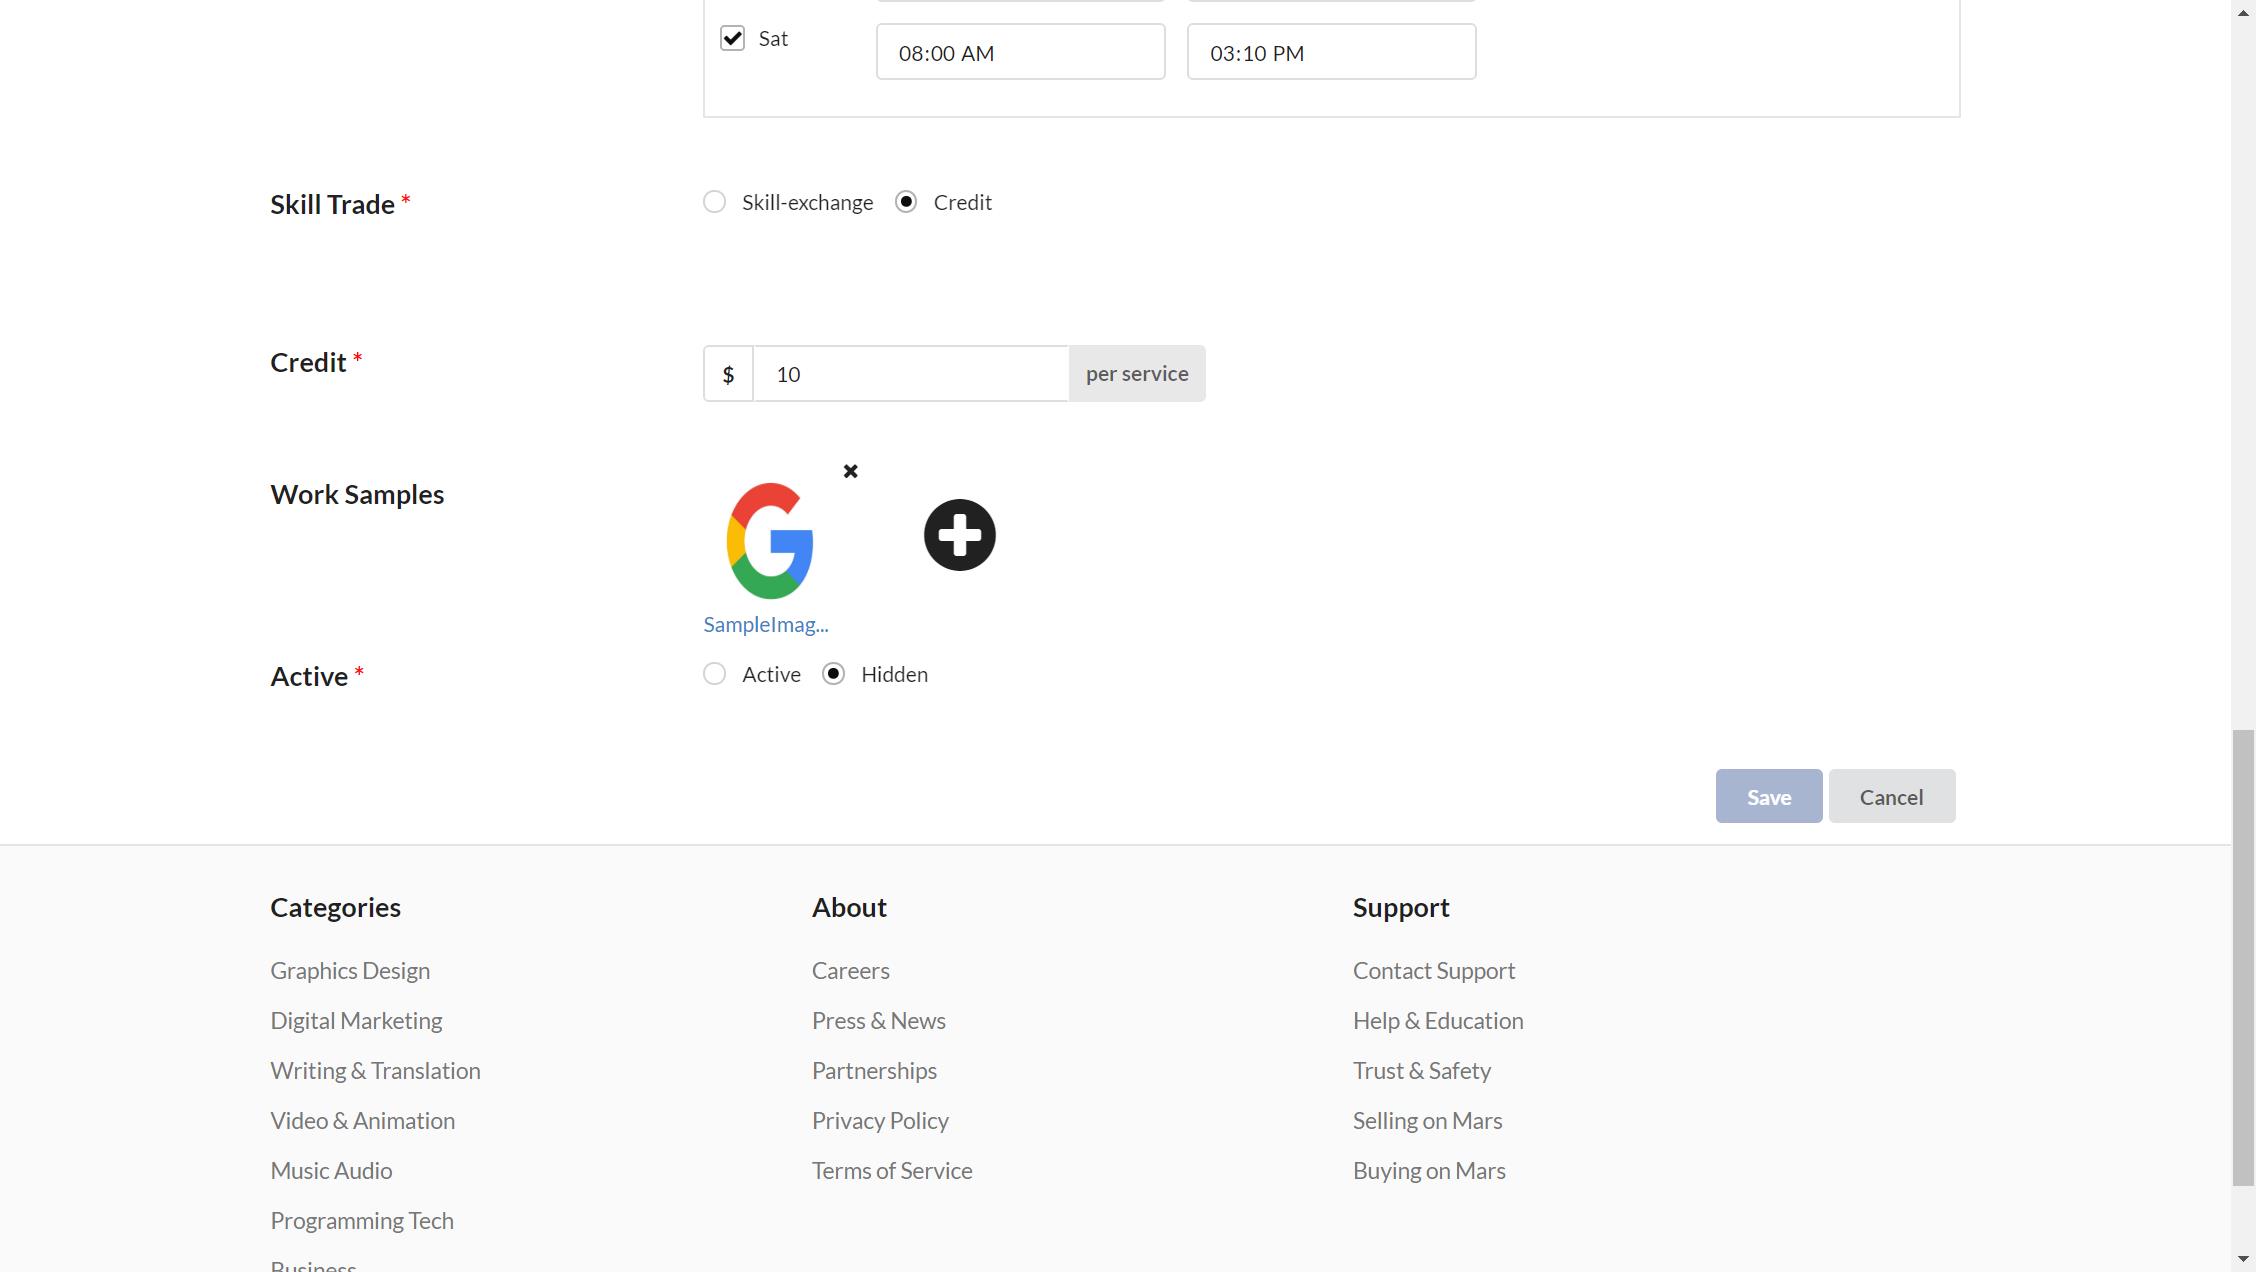 Sat
08:00 AM
03:10 PM
Skill Trade *
Skill-exchange
Credit
Credit *
$
10
per service
Work Samples
SampleImag...
Active *
Active
Hidden
Save
Cancel
Categories
Graphics Design
Digital Marketing
Writing & Translation
Video & Animation
Music Audio
Programming Tech
Business
About
Careers
Press & News
Partnerships
Privacy Policy
Terms of Service
Support
Contact Support
Help & Education
Trust & Safety
Selling on Mars
Buying on Mars